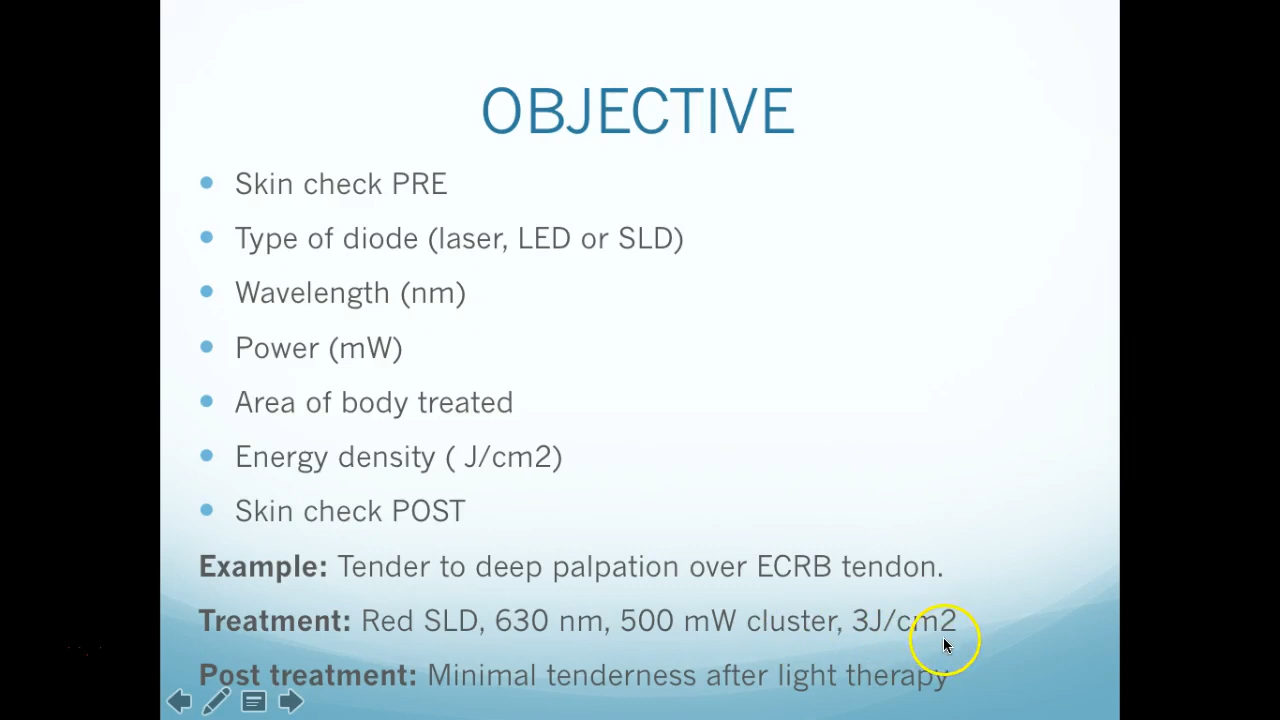 OBJECTIVE
Skin check PRE
Type of diode (laser, LED or SLD)
Wavelength (nm)
Power (mW)
Area of body treated
Energy density ( J/cm2)
Skin check POST
Example: Tender to deep palpation over ECRB tendon.
Treatment: Red SLD, 630 nm, 500 mW cluster, 3J/cm2
Post treatment: Minimal tenderness after light therapy